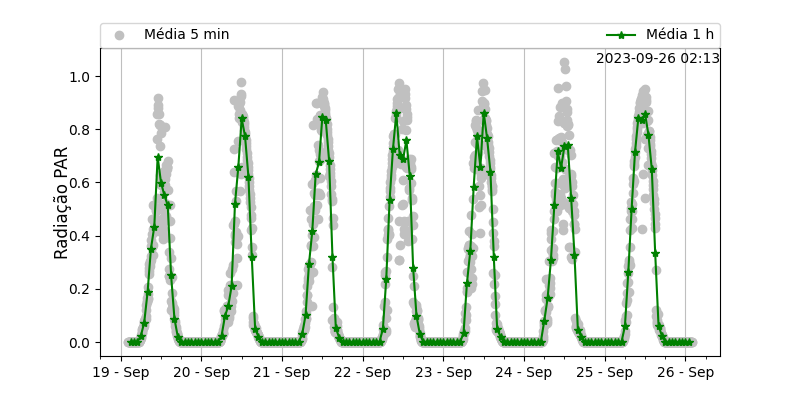 Média 5 min
Média 1 h
2023-09-26 02:13
Radiação PAR
1.0
0.8
0.6
0.4
0.2
0.0
19 - Sep
20 - Sep
21 - Sep
22 - Sep
23 - Sep
24 - Sep
25 - Sep
26 - Sep